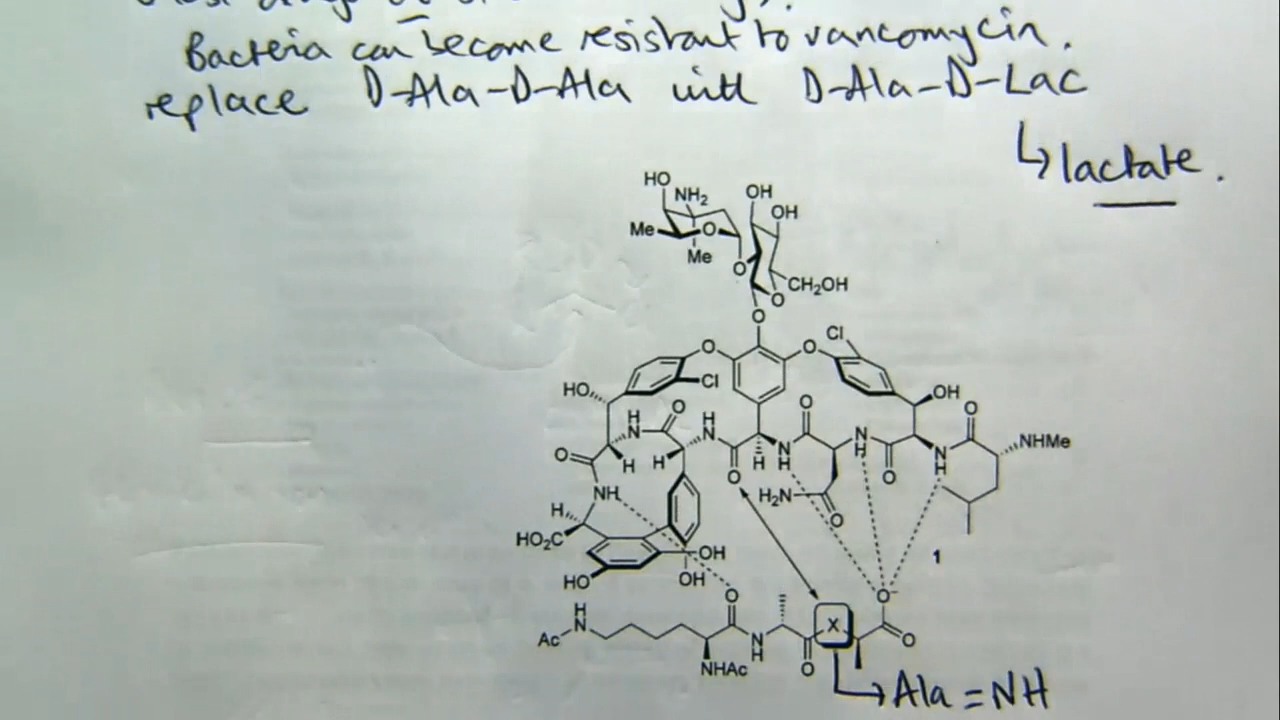 Bacteria can become resistant to vancomycin.
replace D-Ala-D-Ala with D-Ala-D-Lac
↳ lactate.
HO
NH₂
OH
OH
Me
O
Me
O
CH₂OH
O
O
O
O
Cl
HO
Cl
OH
H
N
O
H
N
O
H
N
O
NHMe
O
H
H
O
H
N
H
O
N
H
NH
H₂N
O
H
HO₂C
OH
HO
OH
1
O
O⁻
H
N
Ac
N
H
X
O
O
NHAc
↳ Ala = NH